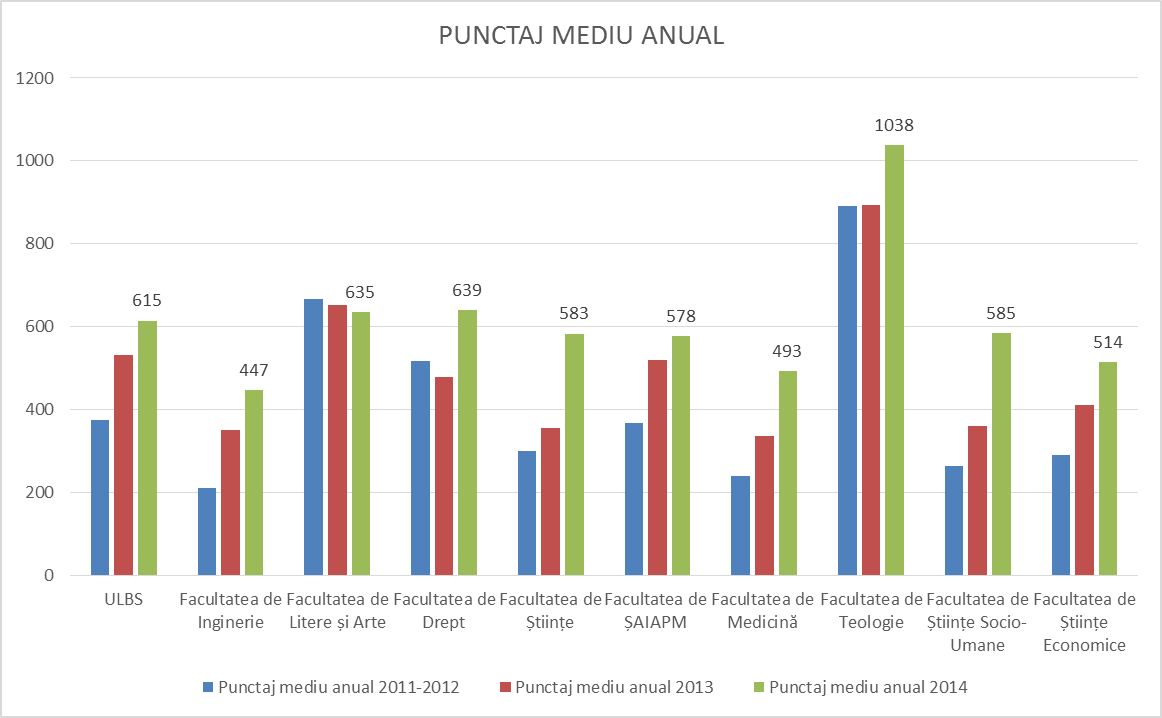 PUNCTAJ MEDIU ANUAL
1200
1000
800
600
400
200
0
615
447
635
639
583
578
493
1038
585
514
ULBS
Facultatea de Inginerie
Facultatea de Litere și Arte
Facultatea de Drept
Facultatea de Științe
Facultatea de ȘAIAPM
Facultatea de Medicină
Facultatea de Teologie
Facultatea de Științe Socio-Umane
Facultatea de Științe Economice
Punctaj mediu anual 2011-2012
Punctaj mediu anual 2013
Punctaj mediu anual 2014